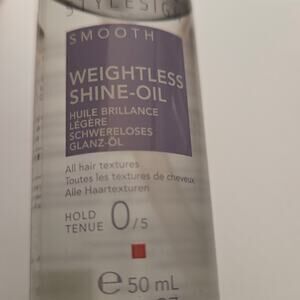 STYLESIGN
SMOOTH
WEIGHTLESS
SHINE-OIL
HUILE BRILLANCE
LÉGÈRE
SCHWERELOSES
GLANZ-ÖL
All hair textures
Toutes les textures de cheveux
Alle Haartexturen
HOLD
TENUE 0/5
e 50 mL